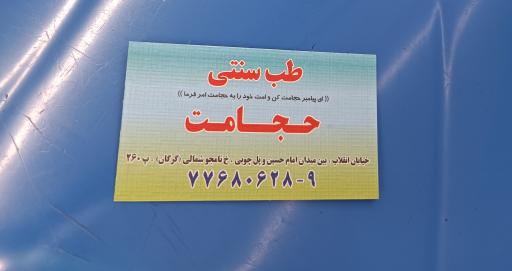 طب سنتی
((ای پیامبر حجامت کن و امت خود را به حجامت امر فرما))
حجامت
خیابان انقلاب . بین میدان امام حسین و پل چوبی . خ نامجو شمالی (گرگان) . پ ۲۶۰
۷۷۶۸۰۶۲۸-۹